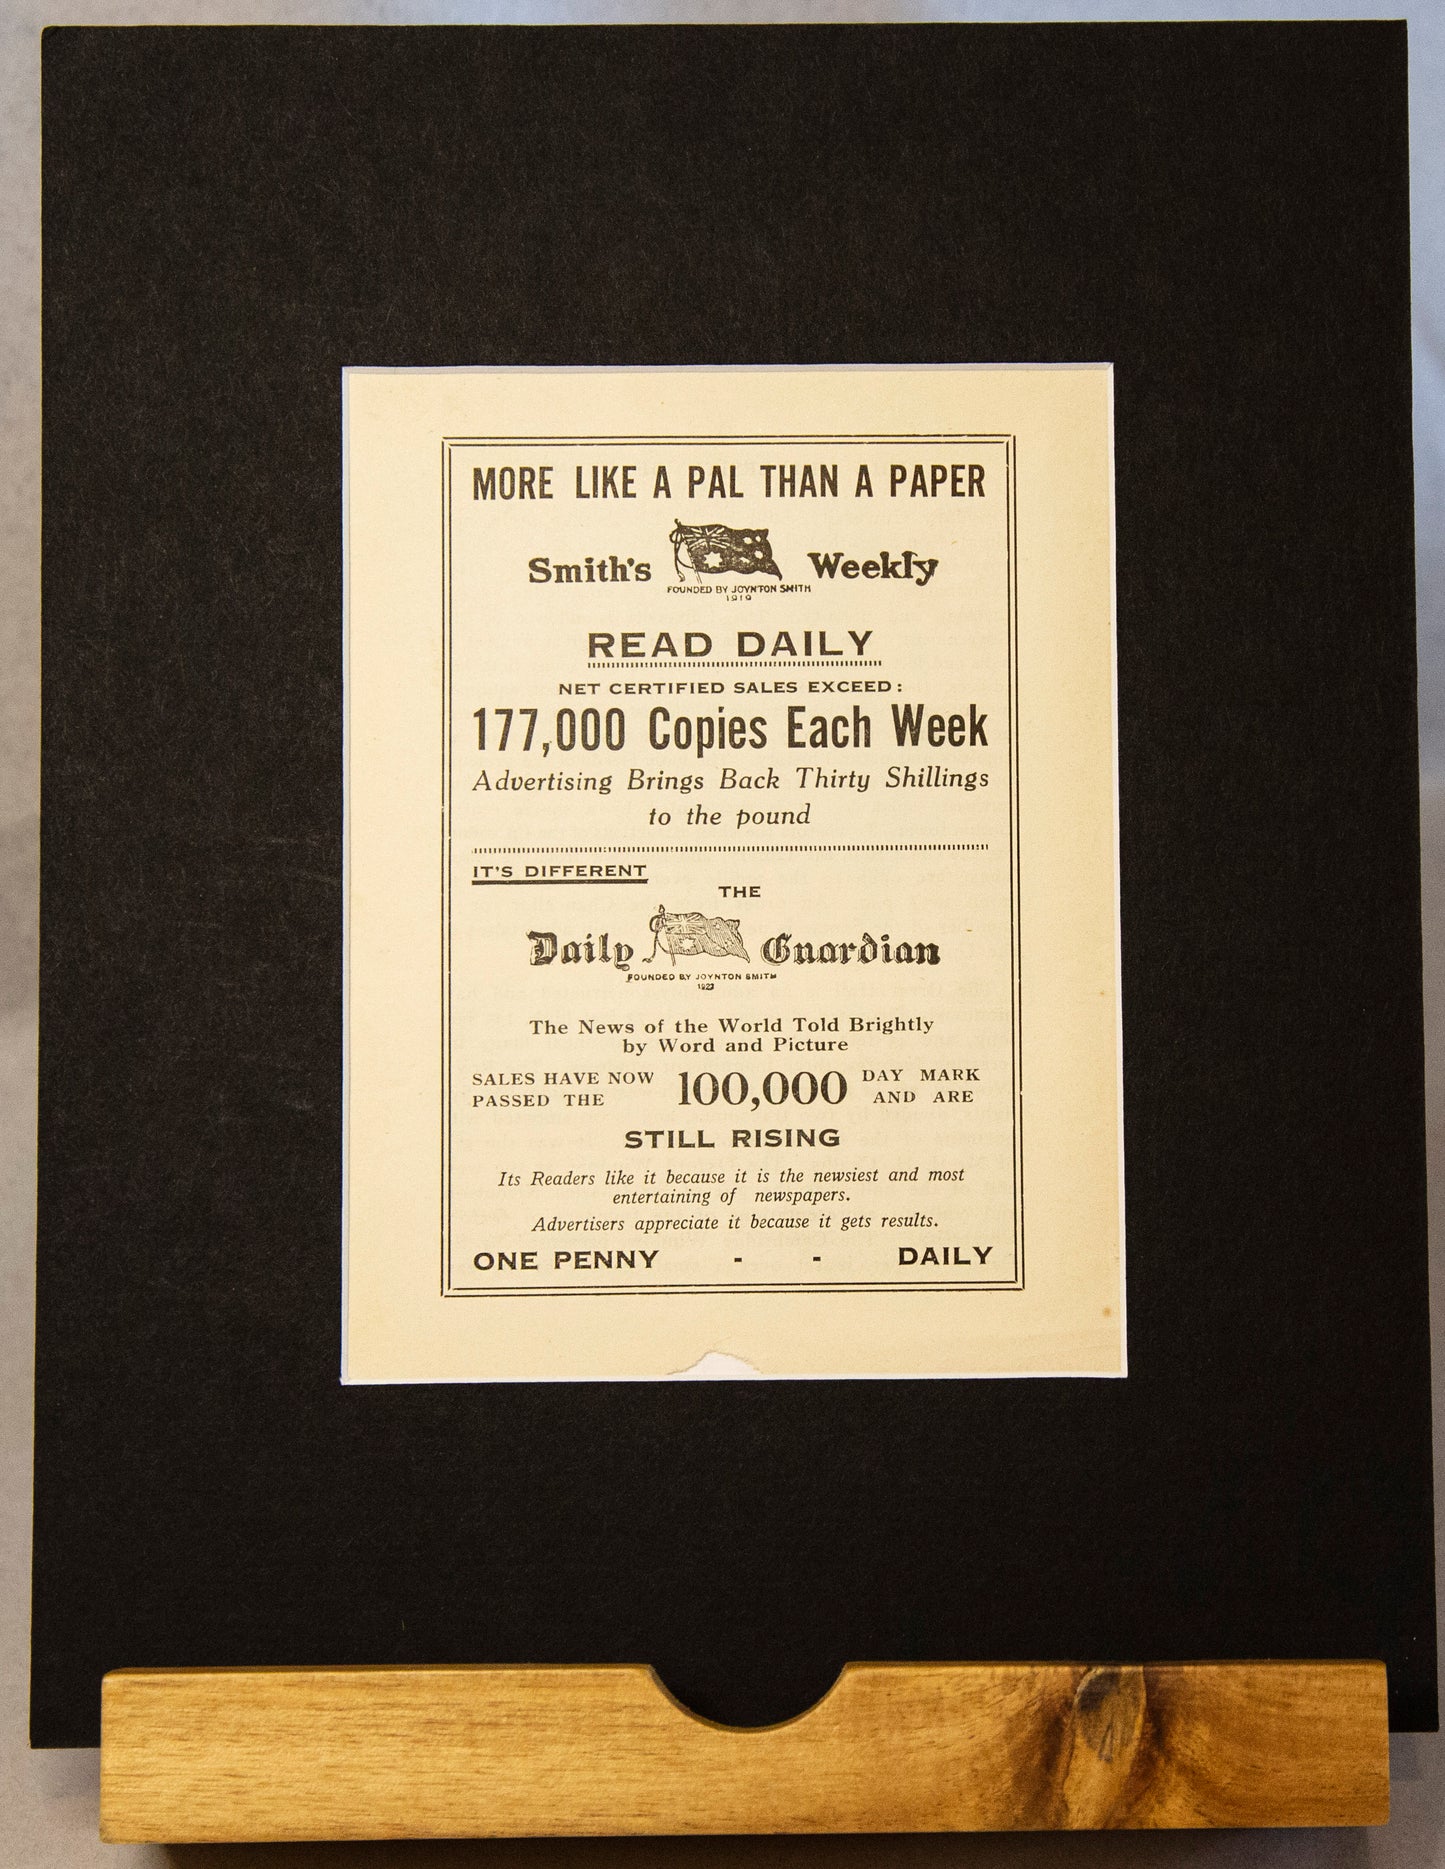 MORE LIKE A PAL THAN A PAPER
Smith's Weekly
FOUNDED BY JOYNTON SMITH
1919
READ DAILY
NET CERTIFIED SALES EXCEED:
177,000 Copies Each Week
Advertising Brings Back Thirty Shillings
to the pound
IT'S DIFFERENT
THE
Daily Guardian
FOUNDED BY JOYNTON SMITH
1923
The News of the World Told Brightly
by Word and Picture
SALES HAVE NOW PASSED THE 100,000 DAY MARK AND ARE
STILL RISING
Its Readers like it because it is the newsiest and most
entertaining of newspapers.
Advertisers appreciate it because it gets results.
ONE PENNY - - DAILY